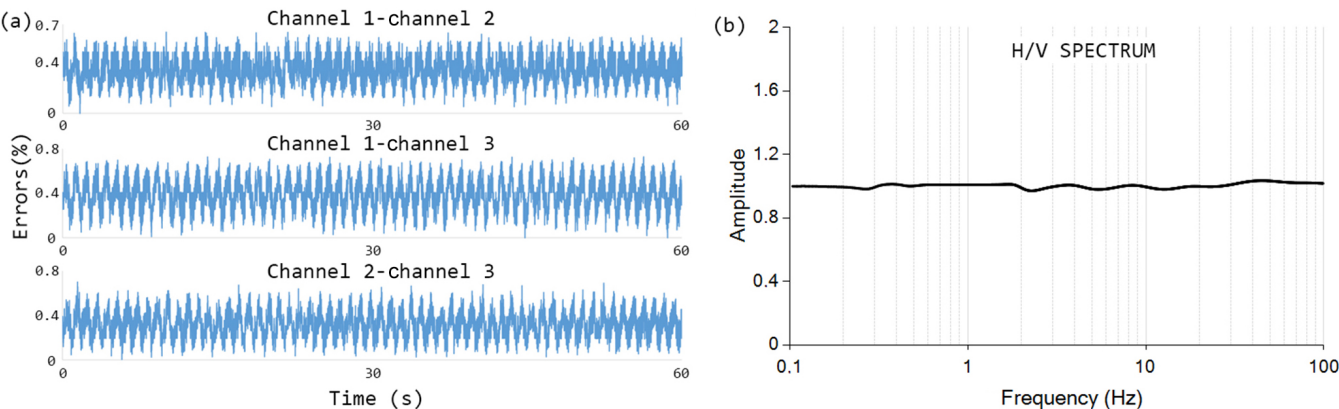 (a)
Channel 1-channel 2
0.7
0.4
0
0
30
60
Channel 1-channel 3
0.8
0.4
0
0
30
60
Channel 2-channel 3
0.8
0.4
0
0
30
60
Errors(%)
Time (s)
(b)
H/V SPECTRUM
2
1.6
1.2
0.8
0.4
0
0.1
1
10
100
Amplitude
Frequency (Hz)